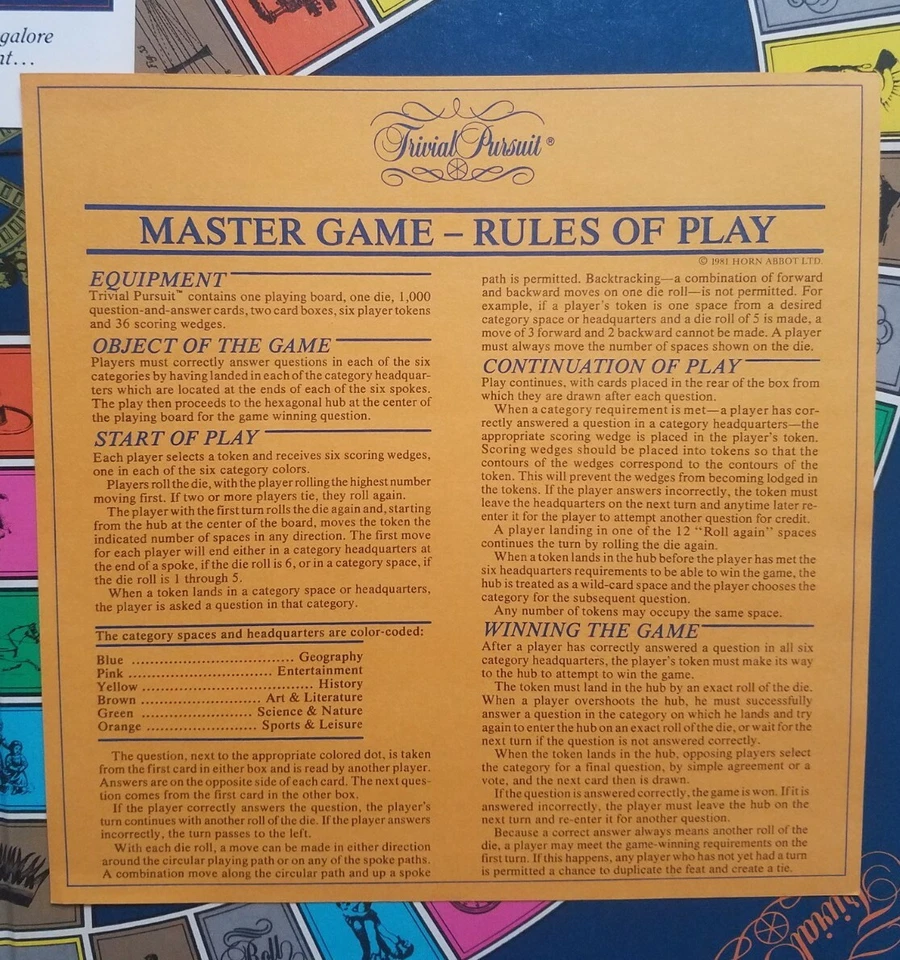 galore
nt...
Trivial Pursuit®
MASTER GAME – RULES OF PLAY
© 1981 HORN ABBOT LTD.
EQUIPMENT
Trivial Pursuit™ contains one playing board, one die, 1,000
question-and-answer cards, two card boxes, six player tokens
and 36 scoring wedges.
OBJECT OF THE GAME
Players must correctly answer questions in each of the six
categories by having landed in each of the category headquar-
ters which are located at the ends of each of the six spokes.
The play then proceeds to the hexagonal hub at the center of
the playing board for the game winning question.
START OF PLAY
Each player selects a token and receives six scoring wedges,
one in each of the six category colors.
Players roll the die, with the player rolling the highest number
moving first. If two or more players tie, they roll again.
The player with the first turn rolls the die again and, starting
from the hub at the center of the board, moves the token the
indicated number of spaces in any direction. The first move
for each player will end either in a category headquarters at
the end of a spoke, if the die roll is 6, or in a category space, if
the die roll is 1 through 5.
When a token lands in a category space or headquarters,
the player is asked a question in that category.
The category spaces and headquarters are color-coded:
Blue ........................... Geography
Pink ........................ Entertainment
Yellow ............................. History
Brown .................... Art & Literature
Green .................. Science & Nature
Orange .................. Sports & Leisure
The question, next to the appropriate colored dot, is taken
from the first card in either box and is read by another player.
Answers are on the opposite side of each card. The next ques-
tion comes from the first card in the other box.
If the player correctly answers the question, the player's
turn continues with another roll of the die. If the player answers
incorrectly, the turn passes to the left.
With each die roll, a move can be made in either direction
around the circular playing path or on any of the spoke paths.
A combination move along the circular path and up a spoke
path is permitted. Backtracking—a combination of forward
and backward moves on one die roll—is not permitted. For
example, if a player's token is one space from a desired
category space or headquarters and a die roll of 5 is made, a
move of 3 forward and 2 backward cannot be made. A player
must always move the number of spaces shown on the die.
CONTINUATION OF PLAY
Play continues, with cards placed in the rear of the box from
which they are drawn after each question.
When a category requirement is met—a player has cor-
rectly answered a question in a category headquarters—the
appropriate scoring wedge is placed in the player's token.
Scoring wedges should be placed into tokens so that the
contours of the wedges correspond to the contours of the
token. This will prevent the wedges from becoming lodged in
the tokens. If the player answers incorrectly, the token must
leave the headquarters on the next turn and anytime later re-
enter it for the player to attempt another question for credit.
A player landing in one of the 12 "Roll again" spaces
continues the turn by rolling the die again.
When a token lands in the hub before the player has met the
six headquarters requirements to be able to win the game, the
hub is treated as a wild-card space and the player chooses the
category for the subsequent question.
Any number of tokens may occupy the same space.
WINNING THE GAME
After a player has correctly answered a question in all six
category headquarters, the player's token must make its way
to the hub to attempt to win the game.
The token must land in the hub by an exact roll of the die.
When a player overshoots the hub, he must successfully
answer a question in the category on which he lands and try
again to enter the hub on an exact roll of the die, or wait for the
next turn if the question is not answered correctly.
When the token lands in the hub, opposing players select
the category for a final question, by simple agreement or a
vote, and the next card then is drawn.
If the question is answered correctly, the game is won. If it is
answered incorrectly, the player must leave the hub on the
next turn and re-enter it for another question.
Because a correct answer always means another roll of the
die, a player may meet the game-winning requirements on the
first turn. If this happens, any player who has not yet had a turn
is permitted a chance to duplicate the feat and create a tie.
Roll
Trivial